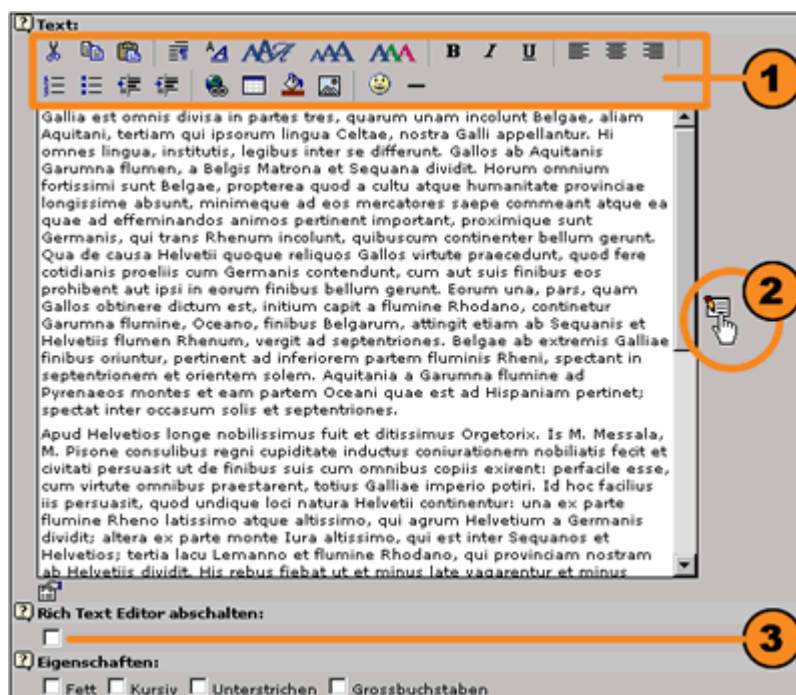 Text:
B I U
1
Gallia est omnis divisa in partes tres, quarum unam incolunt Belgae, aliam
Aquitani, tertiam qui ipsorum lingua Celtae, nostra Galli appellantur. Hi
omnes lingua, institutis, legibus inter se differunt. Gallos ab Aquitanis
Garumna flumen, a Belgis Matrona et Sequana dividit. Horum omnium
fortissimi sunt Belgae, propterea quod a cultu atque humanitate provinciae
longissime absunt, minimeque ad eos mercatores saepe commeant atque ea
quae ad effeminandos animos pertinent important, proximique sunt
Germanis, qui trans Rhenum incolunt, quibuscum continenter bellum gerunt.
Qua de causa Helvetii quoque reliquos Gallos virtute praecedunt, quod fere
cotidianis proeliis cum Germanis contendunt, cum aut suis finibus eos
prohibent aut ipsi in eorum finibus bellum gerunt. Eorum una, pars, quam
Gallos obtinere dictum est, initium capit a flumine Rhodano, continetur
Garumna flumine, Oceano, finibus Belgarum, attingit etiam ab Sequanis et
Helvetiis flumen Rhenum, vergit ad septentriones. Belgae ab extremis Galliae
finibus oriuntur, pertinent ad inferiorem partem fluminis Rheni, spectant in
septentrionem et orientem solem. Aquitania a Garumna flumine ad
Pyrenaeos montes et eam partem Oceani quae est ad Hispaniam pertinet;
spectat inter occasum solis et septentriones.
2
Apud Helvetios longe nobilissimus fuit et ditissimus Orgetorix. Is M. Messala,
M. Pisone consulibus regni cupiditate inductus coniurationem nobiliatis fecit et
civitati persuasit ut de finibus suis cum omnibus copiis exirent: perfacile esse,
cum virtute omnibus praestarent, totius Galliae imperio potiri. Id hoc facilius
iis persuasit, quod undique loci natura Helvetii continentur: una ex parte
flumine Rheno latissimo atque altissimo, qui agrum Helvetium a Germanis
dividit; altera ex parte monte Iura altissimo, qui est inter Sequanos et
Helvetios; tertia lacu Lemanno et flumine Rhodano, qui provinciam nostram
ab Helvetiis dividit. His rebus fiebat ut et minus late vagarentur et minus
Rich Text Editor abschalten:
3
Eigenschaften:
Fett Kursiv Unterstrichen Grossbuchstaben